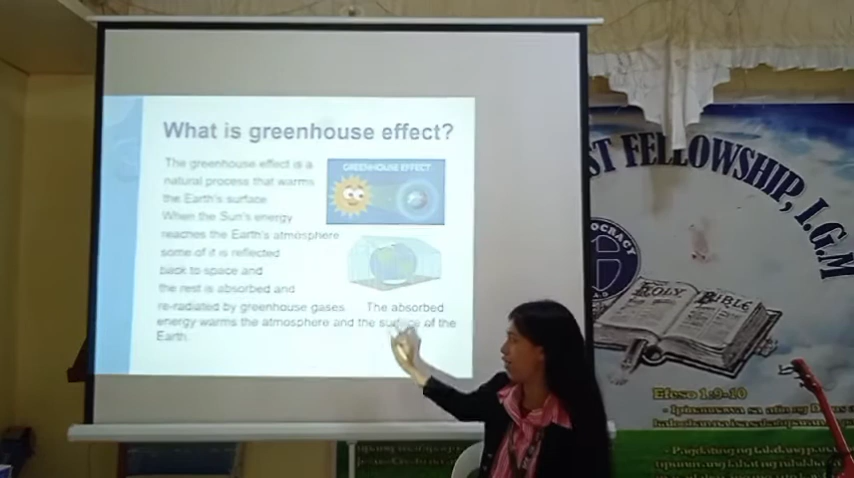 What is greenhouse effect?
The greenhouse effect is a
natural process that warms
the Earth's surface
When the Sun's energy
reaches the Earth's atmosphere
some of it is reflected
back to space and
the rest is absorbed and
re-radiated by greenhouse gases The absorbed
energy warms the atmosphere and the surface of the
Earth.
GREENHOUSE EFFECT
ST FELLOWSHIP, I.G.M
OCRACY
HOLY BIBLE
Efeso 1:9-10